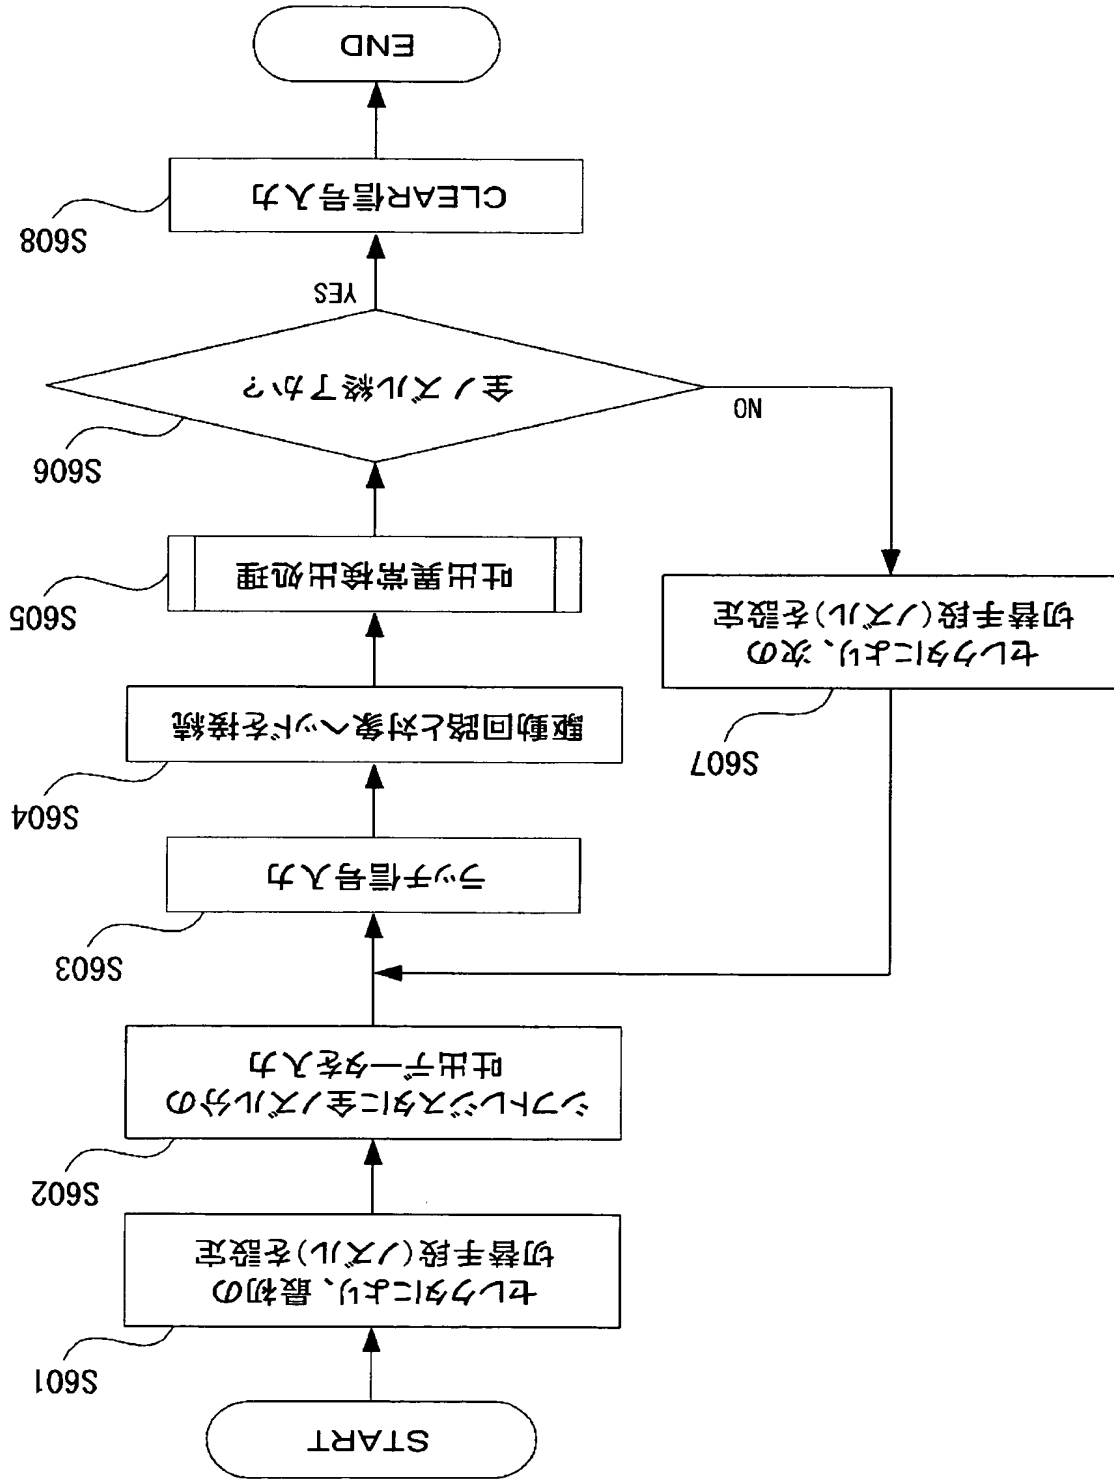 START
S601
セレクタにより、最初の
切替手段(ノズル)を設定
S602
シフトレジスタに全ノズル分の
吐出データを入力
S603
ラッチ信号入力
S604
駆動回路と対象ヘッドを接続
S605
吐出異常検出処理
S606
全ノズル終了か?
NO
YES
S607
セレクタにより、次の
切替手段(ノズル)を設定
S608
CLEAR信号入力
END